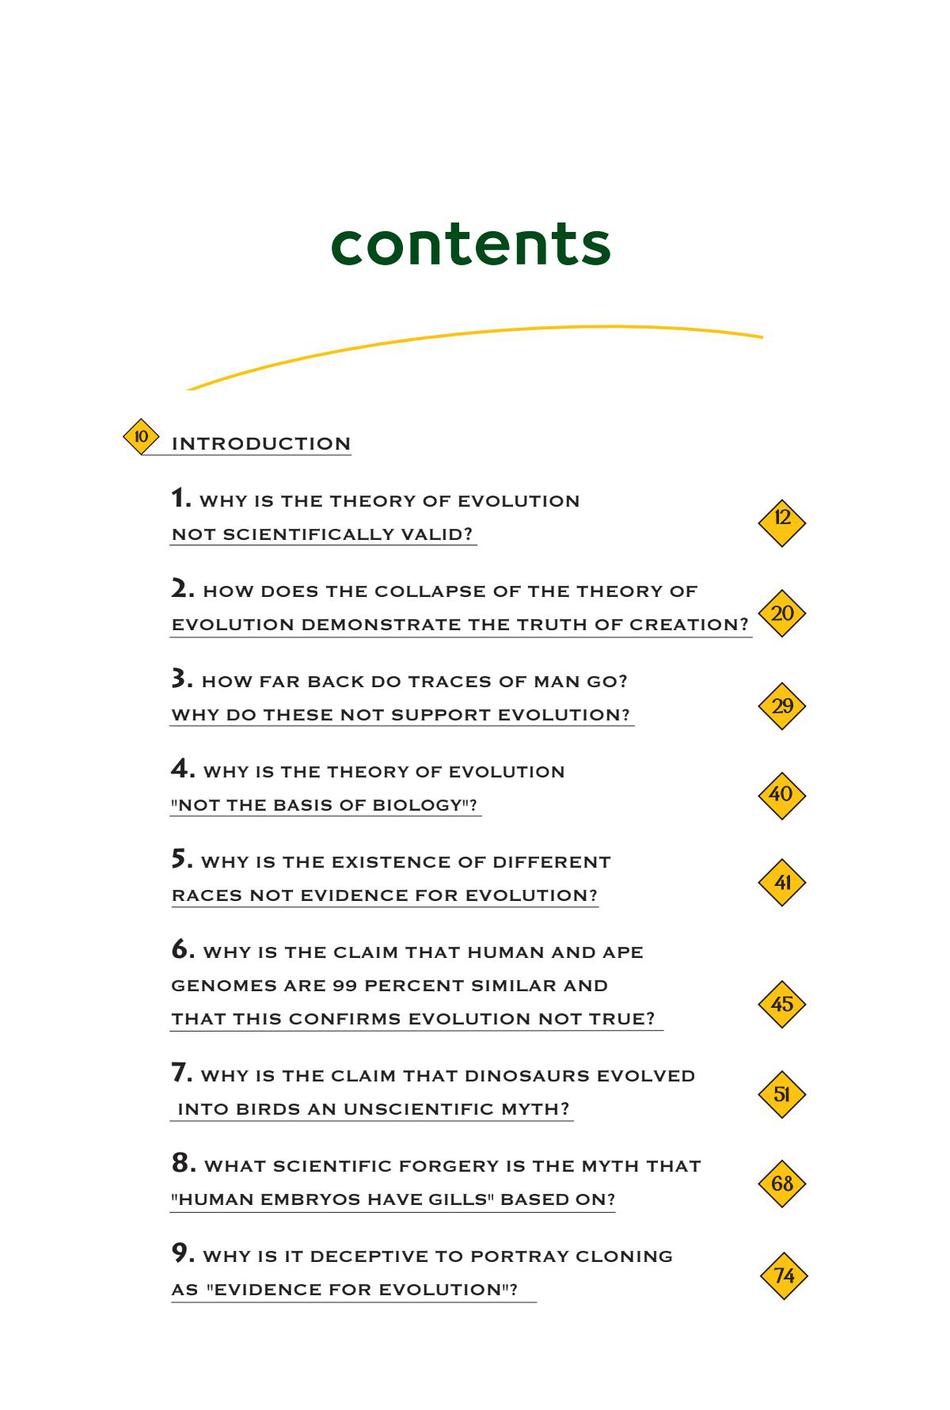 contents
10
INTRODUCTION
1. WHY IS THE THEORY OF EVOLUTION
NOT SCIENTIFICALLY VALID?
12
2. HOW DOES THE COLLAPSE OF THE THEORY OF
EVOLUTION DEMONSTRATE THE TRUTH OF CREATION?
20
3. HOW FAR BACK DO TRACES OF MAN GO?
WHY DO THESE NOT SUPPORT EVOLUTION?
29
4. WHY IS THE THEORY OF EVOLUTION
"NOT THE BASIS OF BIOLOGY"?
40
5. WHY IS THE EXISTENCE OF DIFFERENT
RACES NOT EVIDENCE FOR EVOLUTION?
41
6. WHY IS THE CLAIM THAT HUMAN AND APE
GENOMES ARE 99 PERCENT SIMILAR AND
THAT THIS CONFIRMS EVOLUTION NOT TRUE?
45
7. WHY IS THE CLAIM THAT DINOSAURS EVOLVED
INTO BIRDS AN UNSCIENTIFIC MYTH?
51
8. WHAT SCIENTIFIC FORGERY IS THE MYTH THAT
"HUMAN EMBRYOS HAVE GILLS" BASED ON?
68
9. WHY IS IT DECEPTIVE TO PORTRAY CLONING
AS "EVIDENCE FOR EVOLUTION"?
74